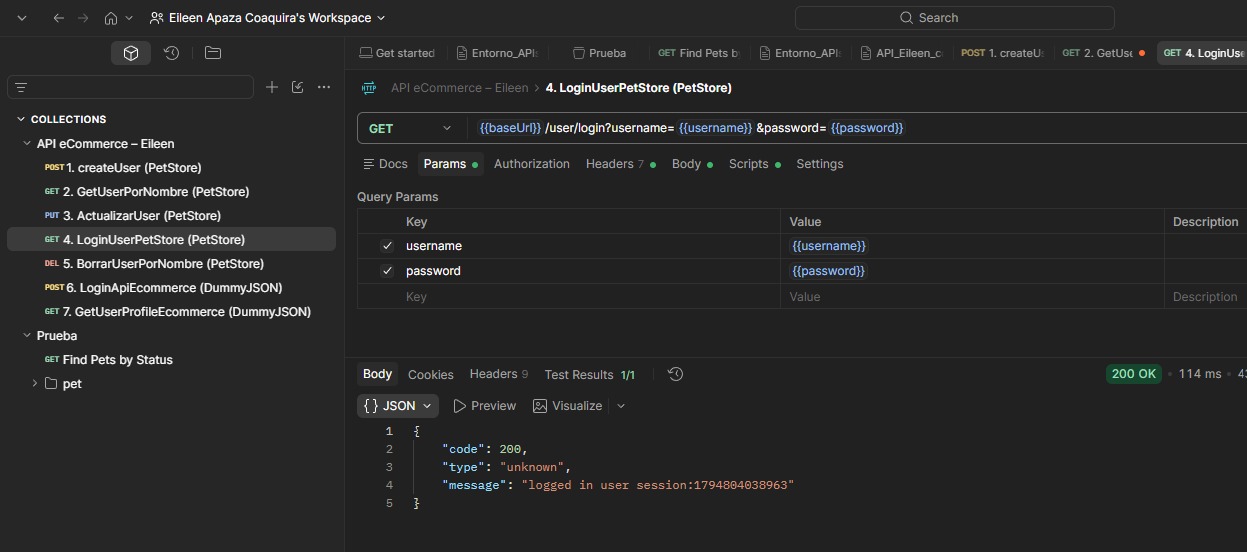 Eileen Apaza Coaquira's Workspace
Search
Get started
Entorno_API
Prueba
GET Find Pets by
Entorno_API
API_Eileen_c
POST 1. createU
GET 2. GetUse
GET 4. LoginUse
HTTP API eCommerce – Eileen > 4. LoginUserPetStore (PetStore)
COLLECTIONS
API eCommerce – Eileen
POST 1. createUser (PetStore)
GET 2. GetUserPorNombre (PetStore)
PUT 3. ActualizarUser (PetStore)
GET 4. LoginUserPetStore (PetStore)
DEL 5. BorrarUserPorNombre (PetStore)
POST 6. LoginApiEcommerce (DummyJSON)
GET 7. GetUserProfileEcommerce (DummyJSON)
Prueba
GET Find Pets by Status
pet
GET {{baseUrl}} /user/login?username= {{username}} &password= {{password}}
Docs Params Authorization Headers 7 Body Scripts Settings
Query Params
Key Value Description
username {{username}}
password {{password}}
Key Value Description
Body Cookies Headers 9 Test Results 1/1 200 OK • 114 ms • 43
{} JSON Preview Visualize
1 {
2 "code": 200,
3 "type": "unknown",
4 "message": "logged in user session:1794804038963"
5 }